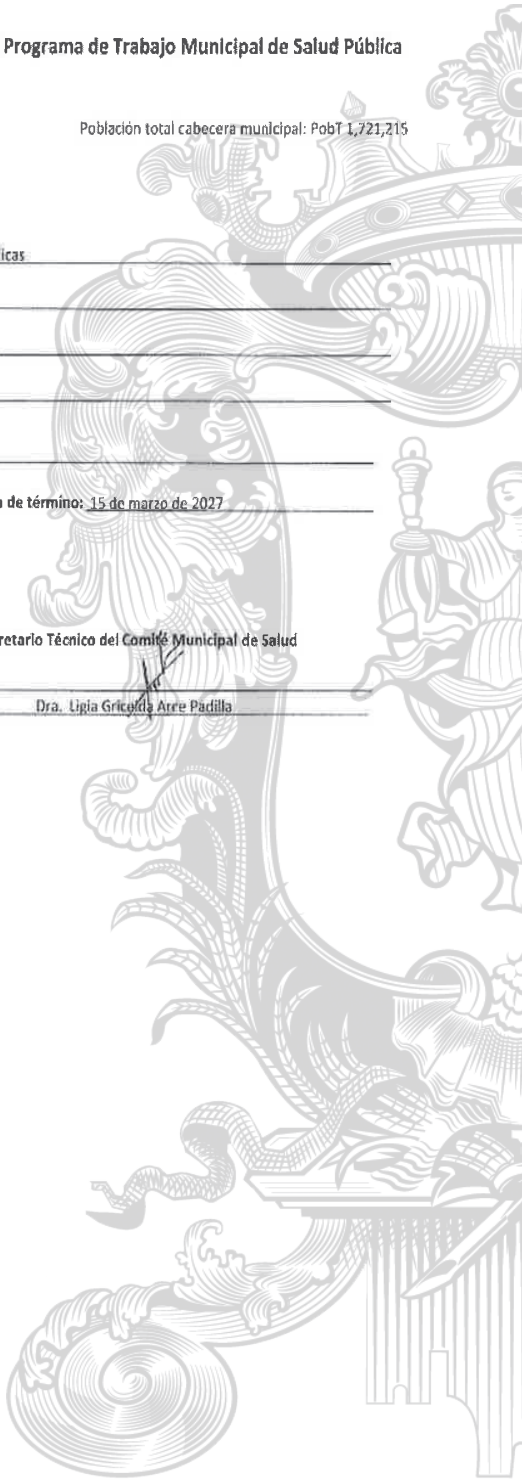 Programa de Trabajo Municipal de Salud Pública
Población total cabecera municipal: PobT 1,721,215
icas
de término: 15 de marzo de 2027
retario Técnico del Comité Municipal de Salud
Dra. Ligia Gricelda Arce Padilla